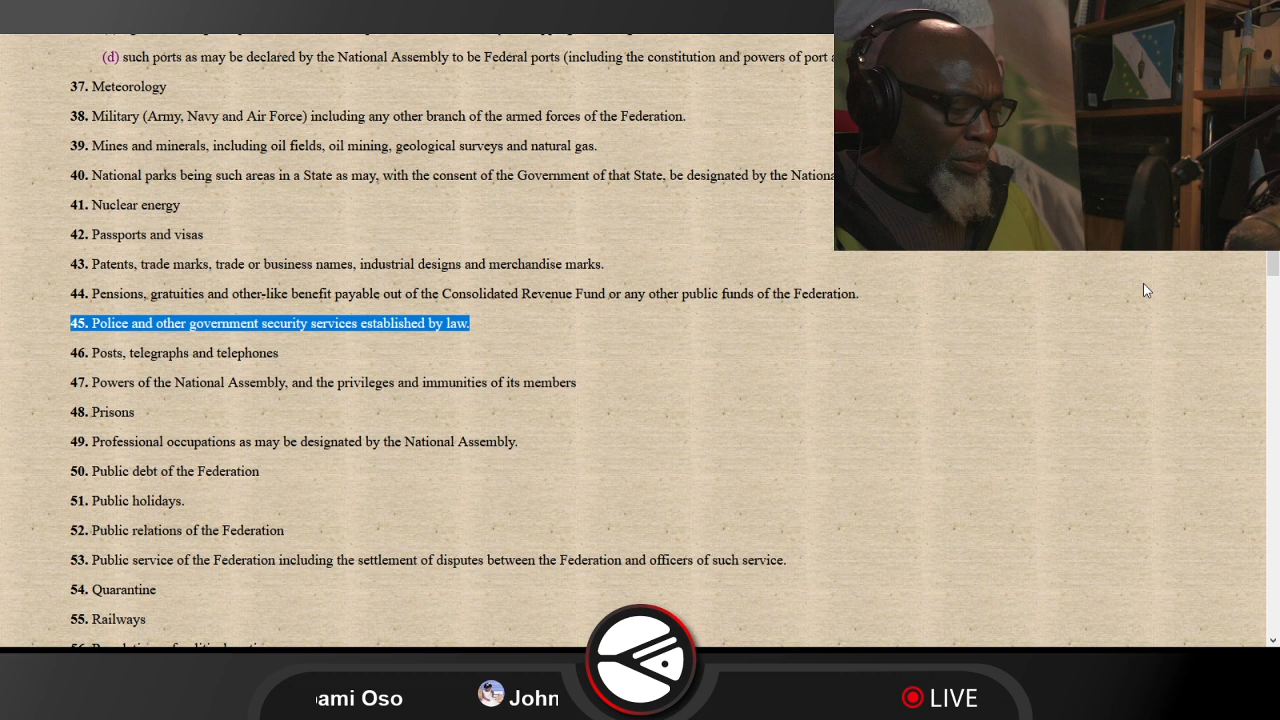 (d) such ports as may be declared by the National Assembly to be Federal ports (including the constitution and powers of port
37. Meteorology
38. Military (Army, Navy and Air Force) including any other branch of the armed forces of the Federation.
39. Mines and minerals, including oil fields, oil mining, geological surveys and natural gas.
40. National parks being such areas in a State as may, with the consent of the Government of that State, be designated by the Nationa
41. Nuclear energy
42. Passports and visas
43. Patents, trade marks, trade or business names, industrial designs and merchandise marks.
44. Pensions, gratuities and other-like benefit payable out of the Consolidated Revenue Fund or any other public funds of the Federation.
45. Police and other government security services established by law.
46. Posts, telegraphs and telephones
47. Powers of the National Assembly, and the privileges and immunities of its members
48. Prisons
49. Professional occupations as may be designated by the National Assembly.
50. Public debt of the Federation
51. Public holidays.
52. Public relations of the Federation
53. Public service of the Federation including the settlement of disputes between the Federation and officers of such service.
54. Quarantine
55. Railways
ami Oso John LIVE